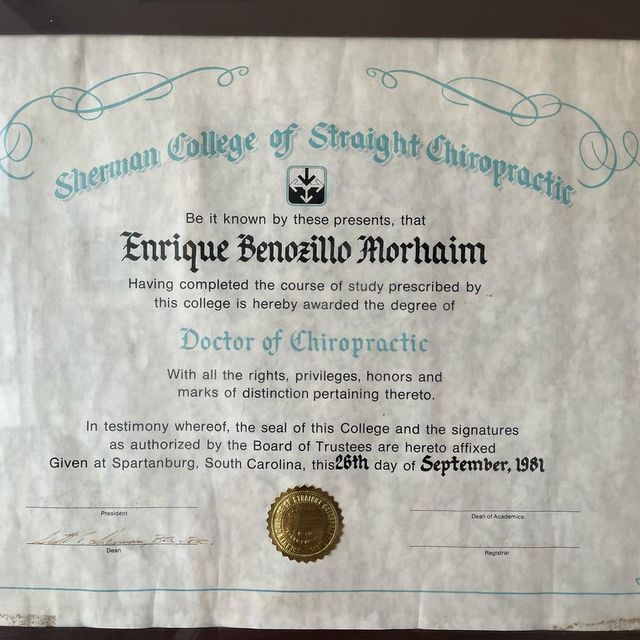 Sherman College of Straight Chiropractic
Be it known by these presents, that
Enrique Benozillo Morhaim
Having completed the course of study prescribed by
this college is hereby awarded the degree of
Doctor of Chiropractic
With all the rights, privileges, honors and
marks of distinction pertaining thereto.
In testimony whereof, the seal of this College and the signatures
as authorized by the Board of Trustees are hereto affixed
Given at Spartanburg, South Carolina, this 26th day of September, 1981
President
Dean of Academics
Dean
Registrar